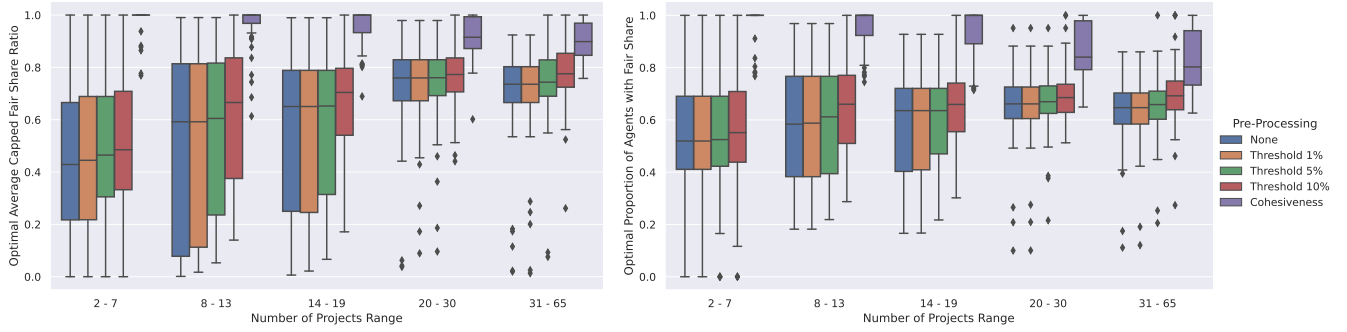 Optimal Average Capped Fair Share Ratio
1.0
0.8
0.6
0.4
0.2
0.0
2 - 7
8 - 13
14 - 19
20 - 30
31 - 65
Number of Projects Range
Optimal Proportion of Agents with Fair Share
1.0
0.8
0.6
0.4
0.2
0.0
2 - 7
8 - 13
14 - 19
20 - 30
31 - 65
Number of Projects Range
Pre-Processing
None
Threshold 1%
Threshold 5%
Threshold 10%
Cohesiveness